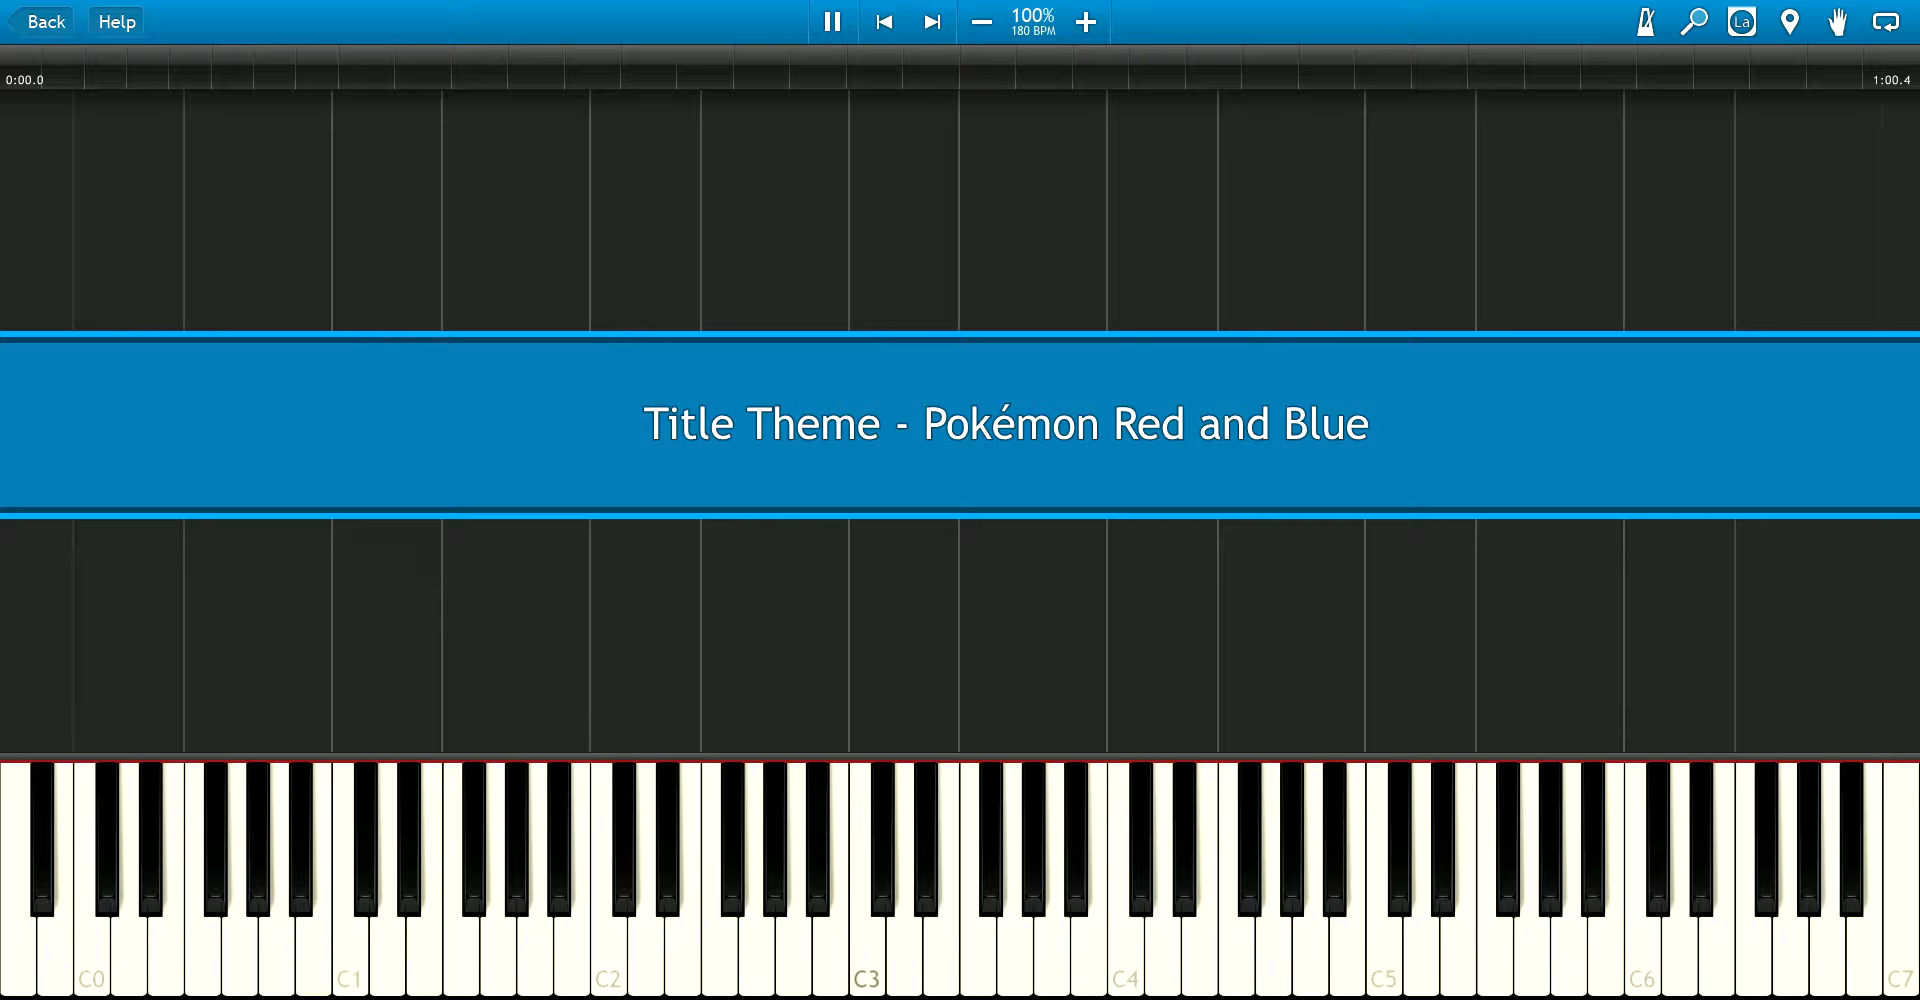 Back Help 100% La
180 BPM
0:00.0 1:00.4
Title Theme - Pokémon Red and Blue
C0 C1 C2 C3 C4 C5 C6 C7